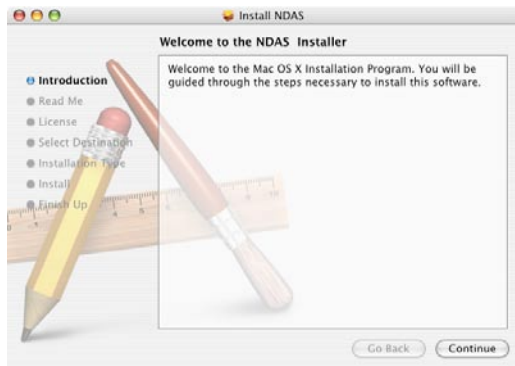 Install NDAS
Welcome to the NDAS Installer
Introduction
Read Me
License
Select Destination
Installation Type
Install
Finish Up
Welcome to the Mac OS X Installation Program. You will be
guided through the steps necessary to install this software.
Go Back
Continue